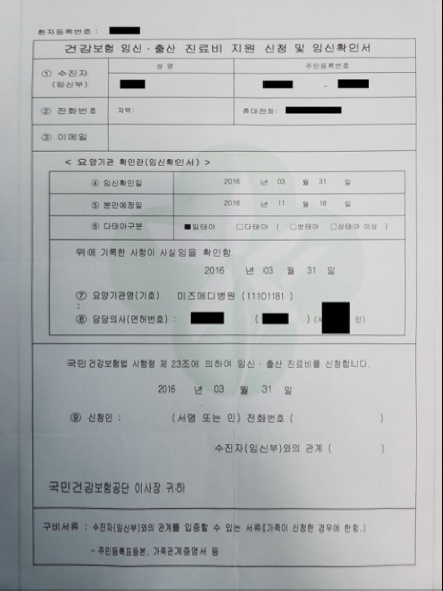 환자등록번호 :
건강보험 임신 · 출산 진료비 지원 신청 및 임신확인서
① 수진자 (임신부) 성 명 주민등록번호
-
② 전화번호 자택: 휴대전화:
③ 이메일
< 요양기관 확인란(임신확인서) >
④ 임신확인일 2016 년 03 월 31 일
⑤ 분만예정일 2016 년 11 월 18 일
⑥ 다태아구분 ■일태아 □다태아 ( □쌍태아 □삼태아 이상 )
위에 기록한 사항이 사실임을 확인함
2016 년 03 월 31 일
⑦ 요양기관명(기호) : 미즈메디병원 (11101181 )
⑧ 담당의사(면허번호) : ( ) (서 인)
국민건강보험법 시행령 제 23조에 의하여 임신 · 출산 진료비를 신청합니다.
2016 년 03 월 31 일
⑨ 신청인 : (서명 또는 인) 전화번호 ( )
수진자(임신부)와의 관계 ( )
국민건강보험공단 이사장 귀하
구비서류 : 수진자(임신부)와의 관계를 입증할 수 있는 서류(가족이 신청한 경우에 한함.)
- 주민등록표등본, 가족관계증명서 등